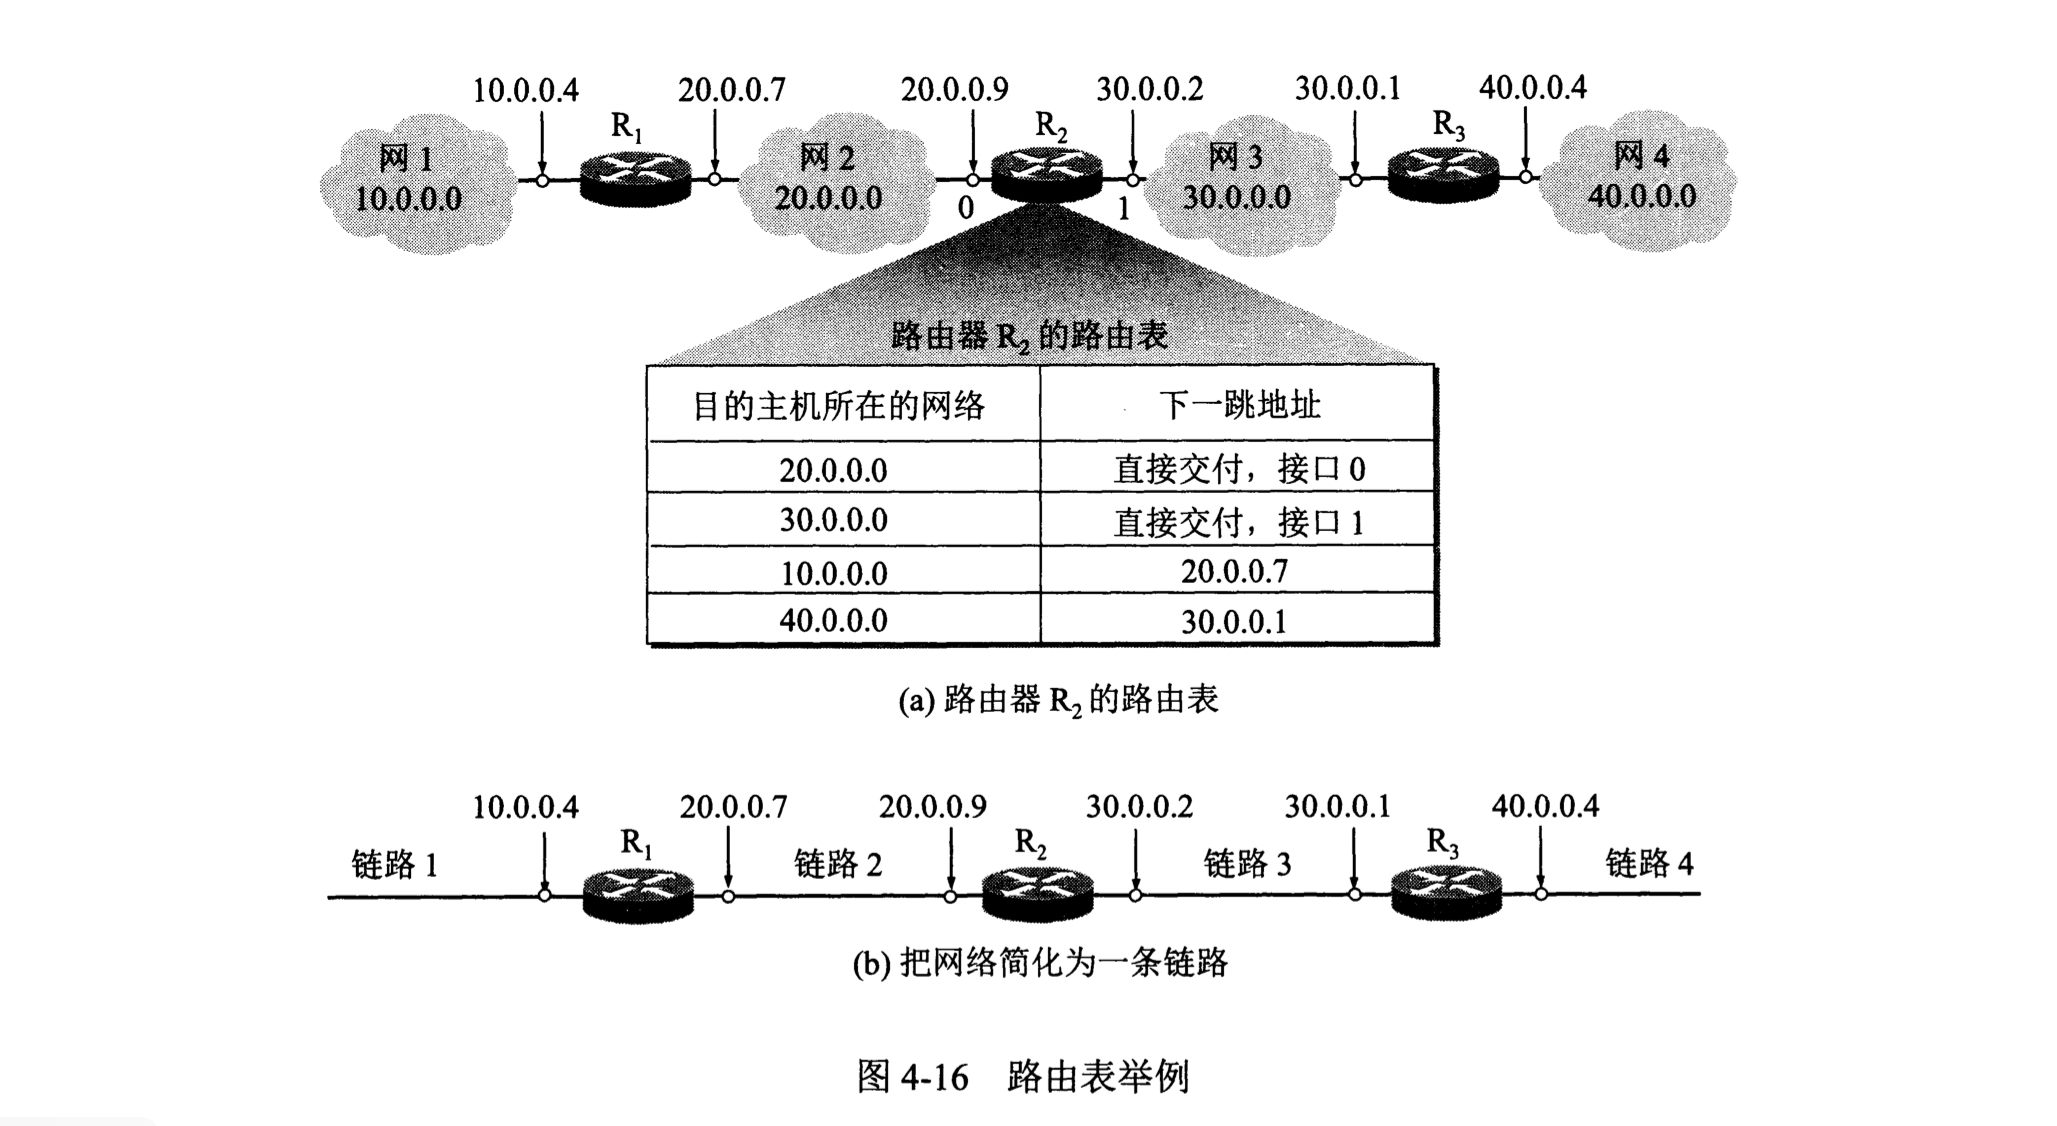 10.0.0.4 20.0.0.7 20.0.0.9 30.0.0.2 30.0.0.1 40.0.0.4
R1 R2 R3
网 1 网 2 网 3 网 4
10.0.0.0 20.0.0.0 0 1 30.0.0.0 40.0.0.0
路由器 R2 的路由表
目的主机所在的网络 下一跳地址
20.0.0.0 直接交付，接口 0
30.0.0.0 直接交付，接口 1
10.0.0.0 20.0.0.7
40.0.0.0 30.0.0.1
(a) 路由器 R2 的路由表
10.0.0.4 20.0.0.7 20.0.0.9 30.0.0.2 30.0.0.1 40.0.0.4
链路 1 R1 链路 2 R2 链路 3 R3 链路 4
(b) 把网络简化为一条链路
图 4-16 路由表举例